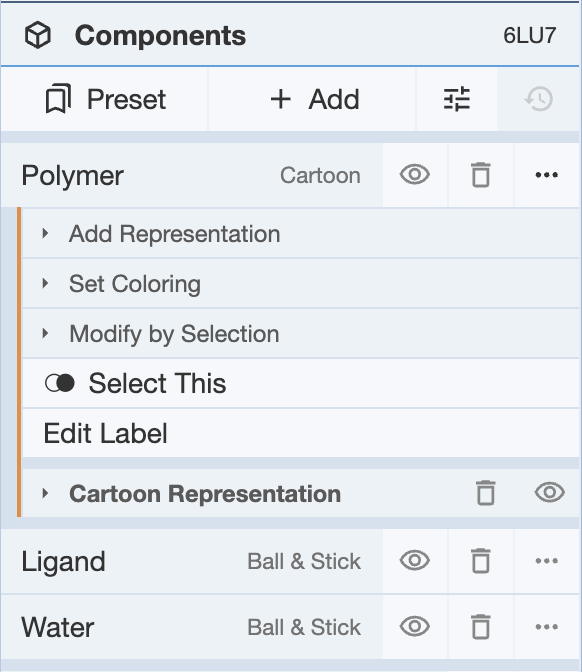 Components 6LU7
Preset Add
Polymer Cartoon
Add Representation
Set Coloring
Modify by Selection
Select This
Edit Label
Cartoon Representation
Ligand Ball & Stick
Water Ball & Stick